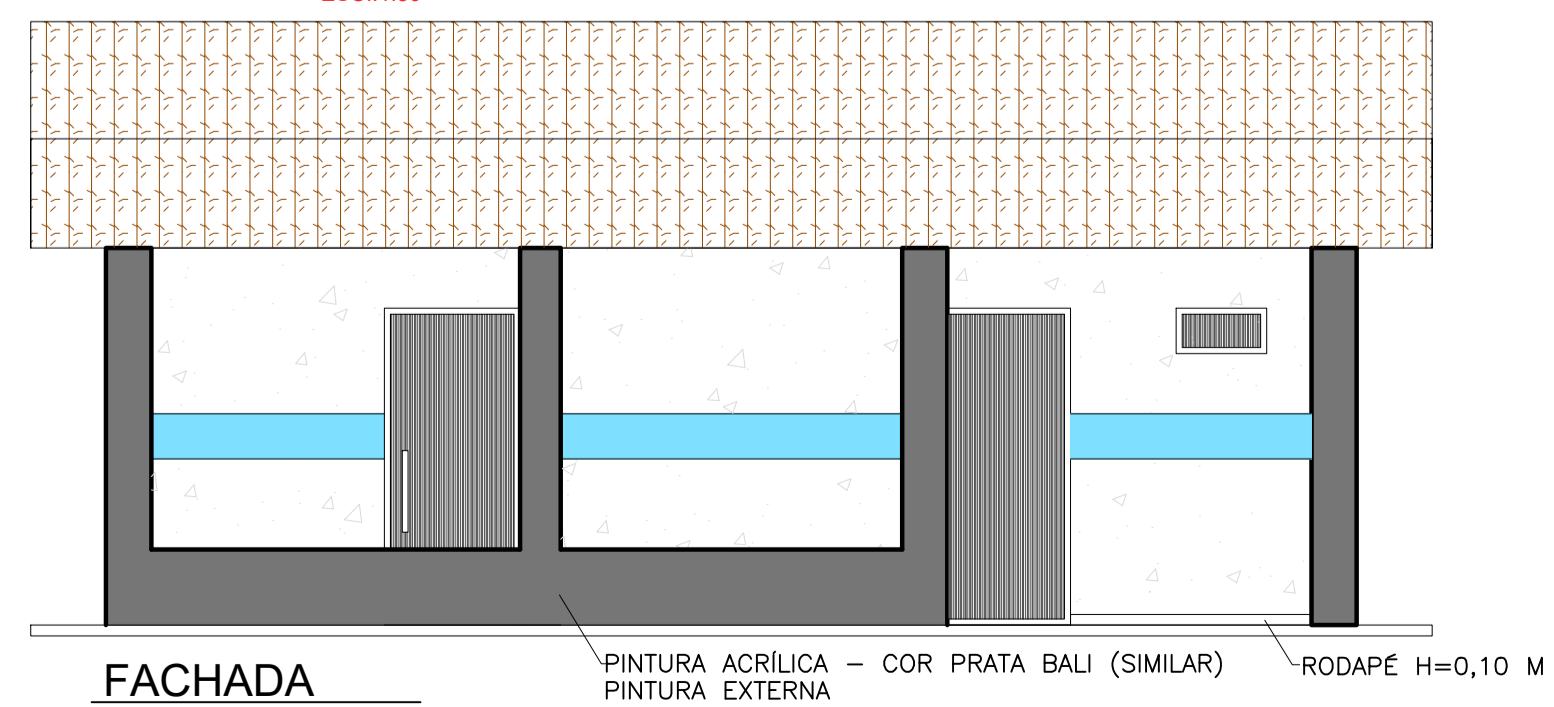 FACHADA
PINTURA ACRÍLICA – COR PRATA BALI (SIMILAR)
PINTURA EXTERNA
RODAPÉ H=0,10 M